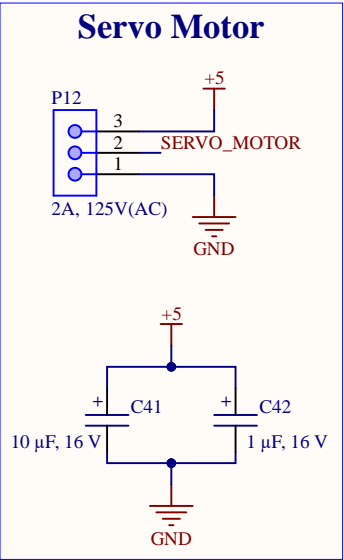 Servo Motor
+5
P12
3
2
SERVO_MOTOR
1
2A, 125V(AC)
GND
+5
+ C41
+ C42
10 µF, 16 V
1 µF, 16 V
GND